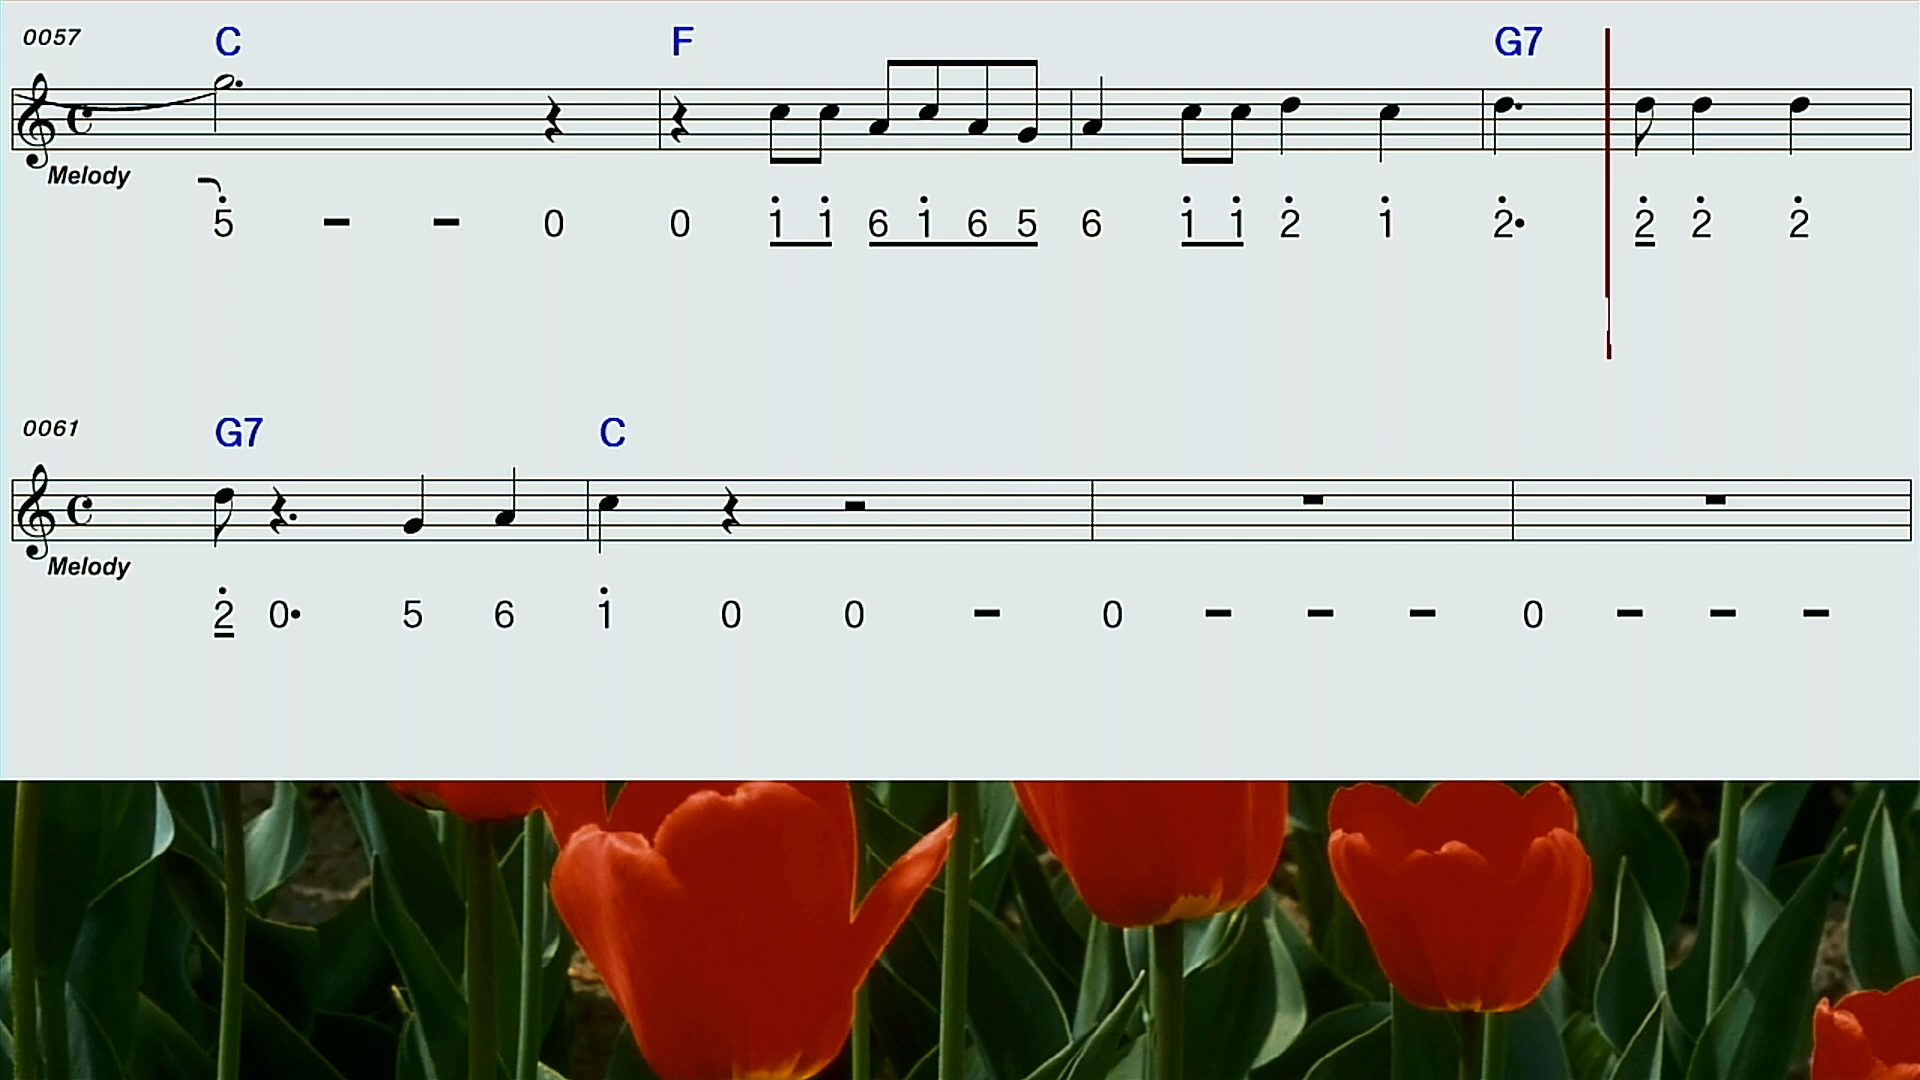 0057 C F G7
Melody
5̇ - - 0 0 1̇ 1̇ 6 1̇ 6 5 6 1̇ 1̇ 2̇ 1̇ 2̇• 2̇ 2̇ 2̇
0061 G7 C
Melody
2̇ 0• 5 6 1̇ 0 0 - 0 - - - 0 - - -